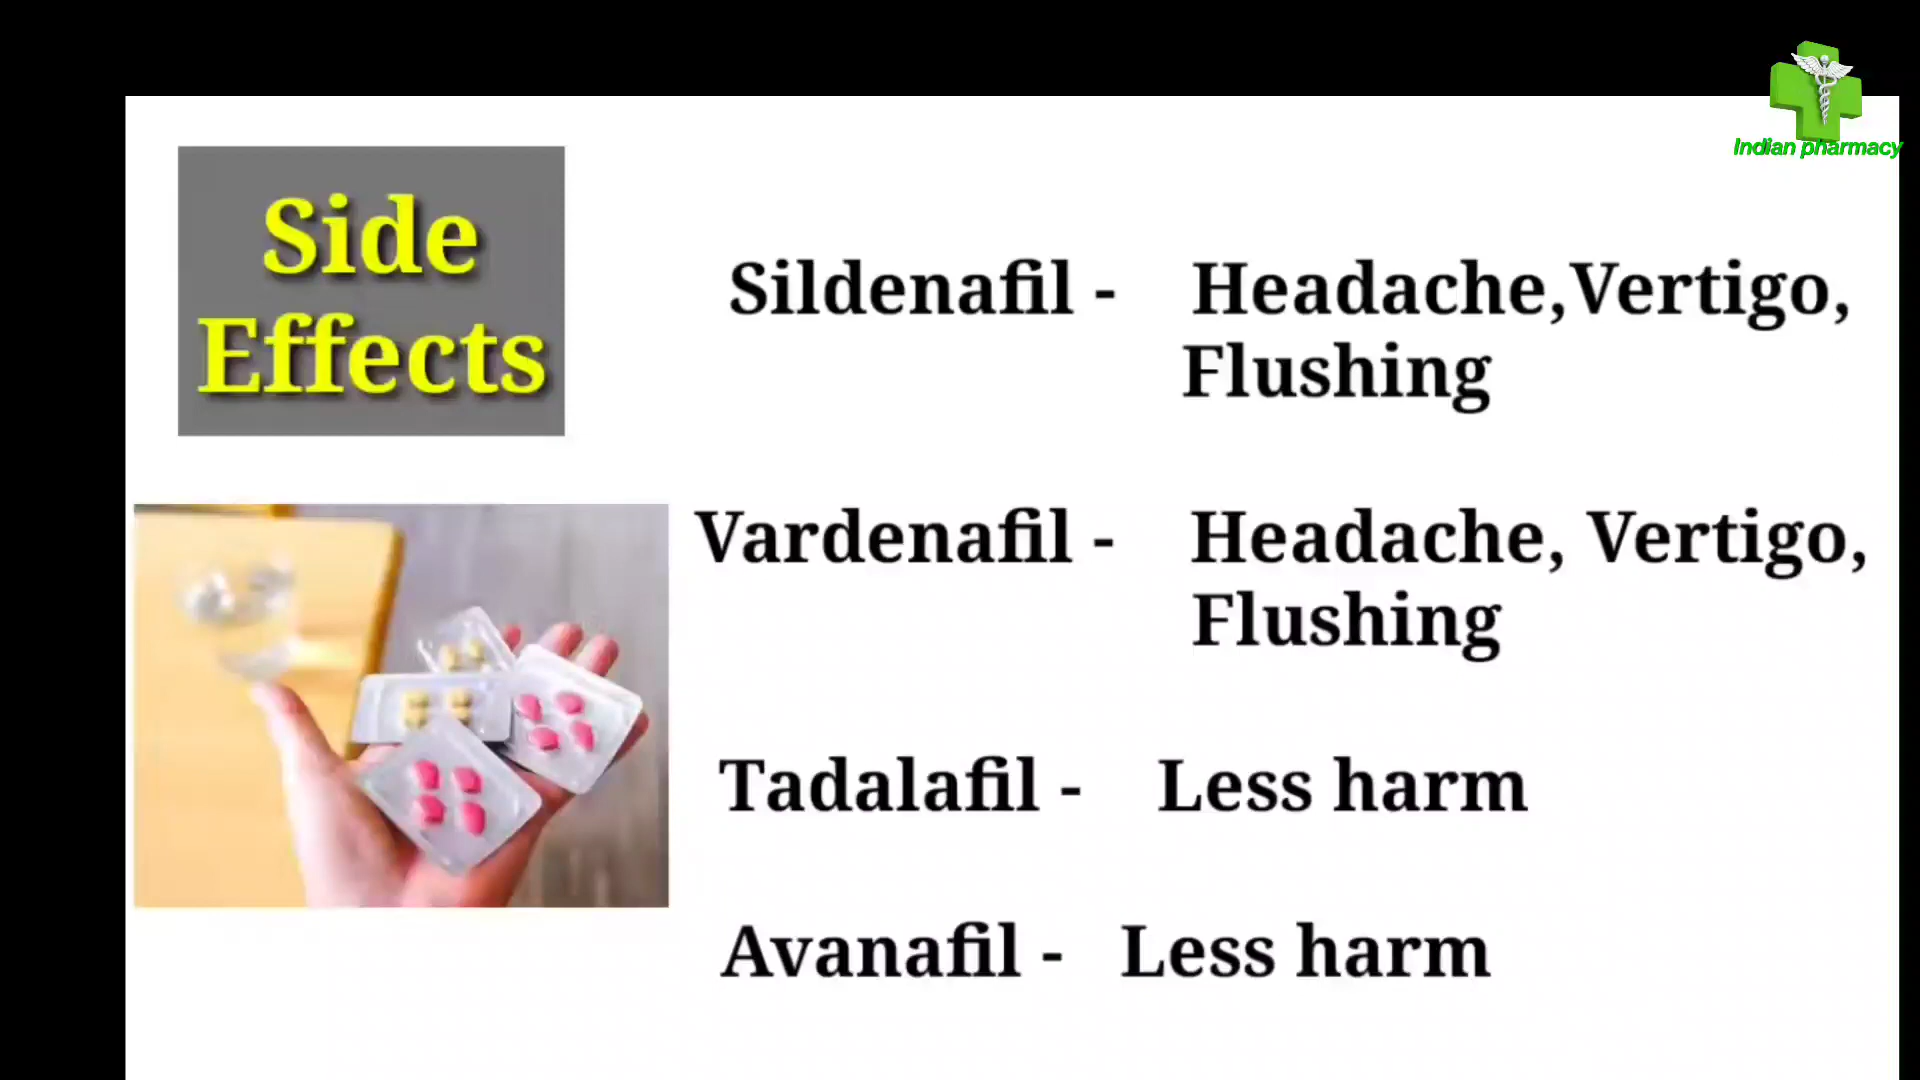 Indian pharmacy
Side
Effects
Sildenafil - Headache,Vertigo,
Flushing
Vardenafil - Headache, Vertigo,
Flushing
Tadalafil - Less harm
Avanafil - Less harm